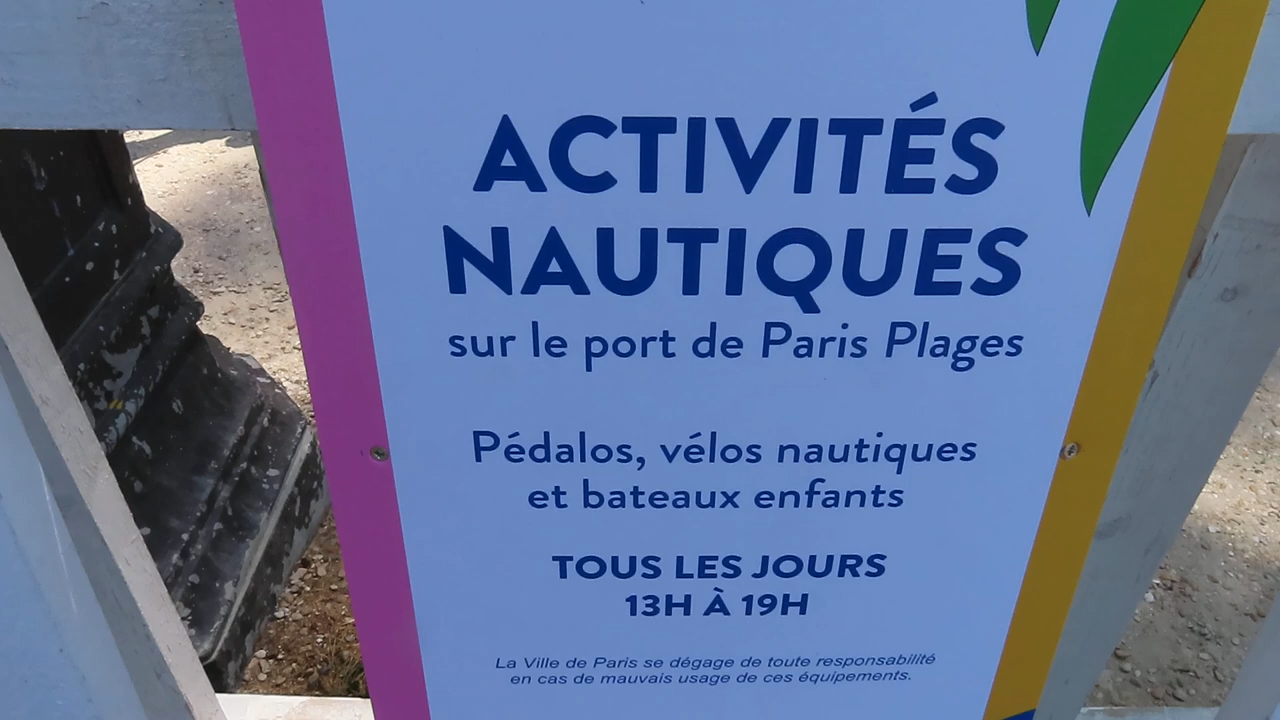 ACTIVITÉS
NAUTIQUES
sur le port de Paris Plages
Pédalos, vélos nautiques
et bateaux enfants
TOUS LES JOURS
13H À 19H
La Ville de Paris se dégage de toute responsabilité
en cas de mauvais usage de ces équipements.